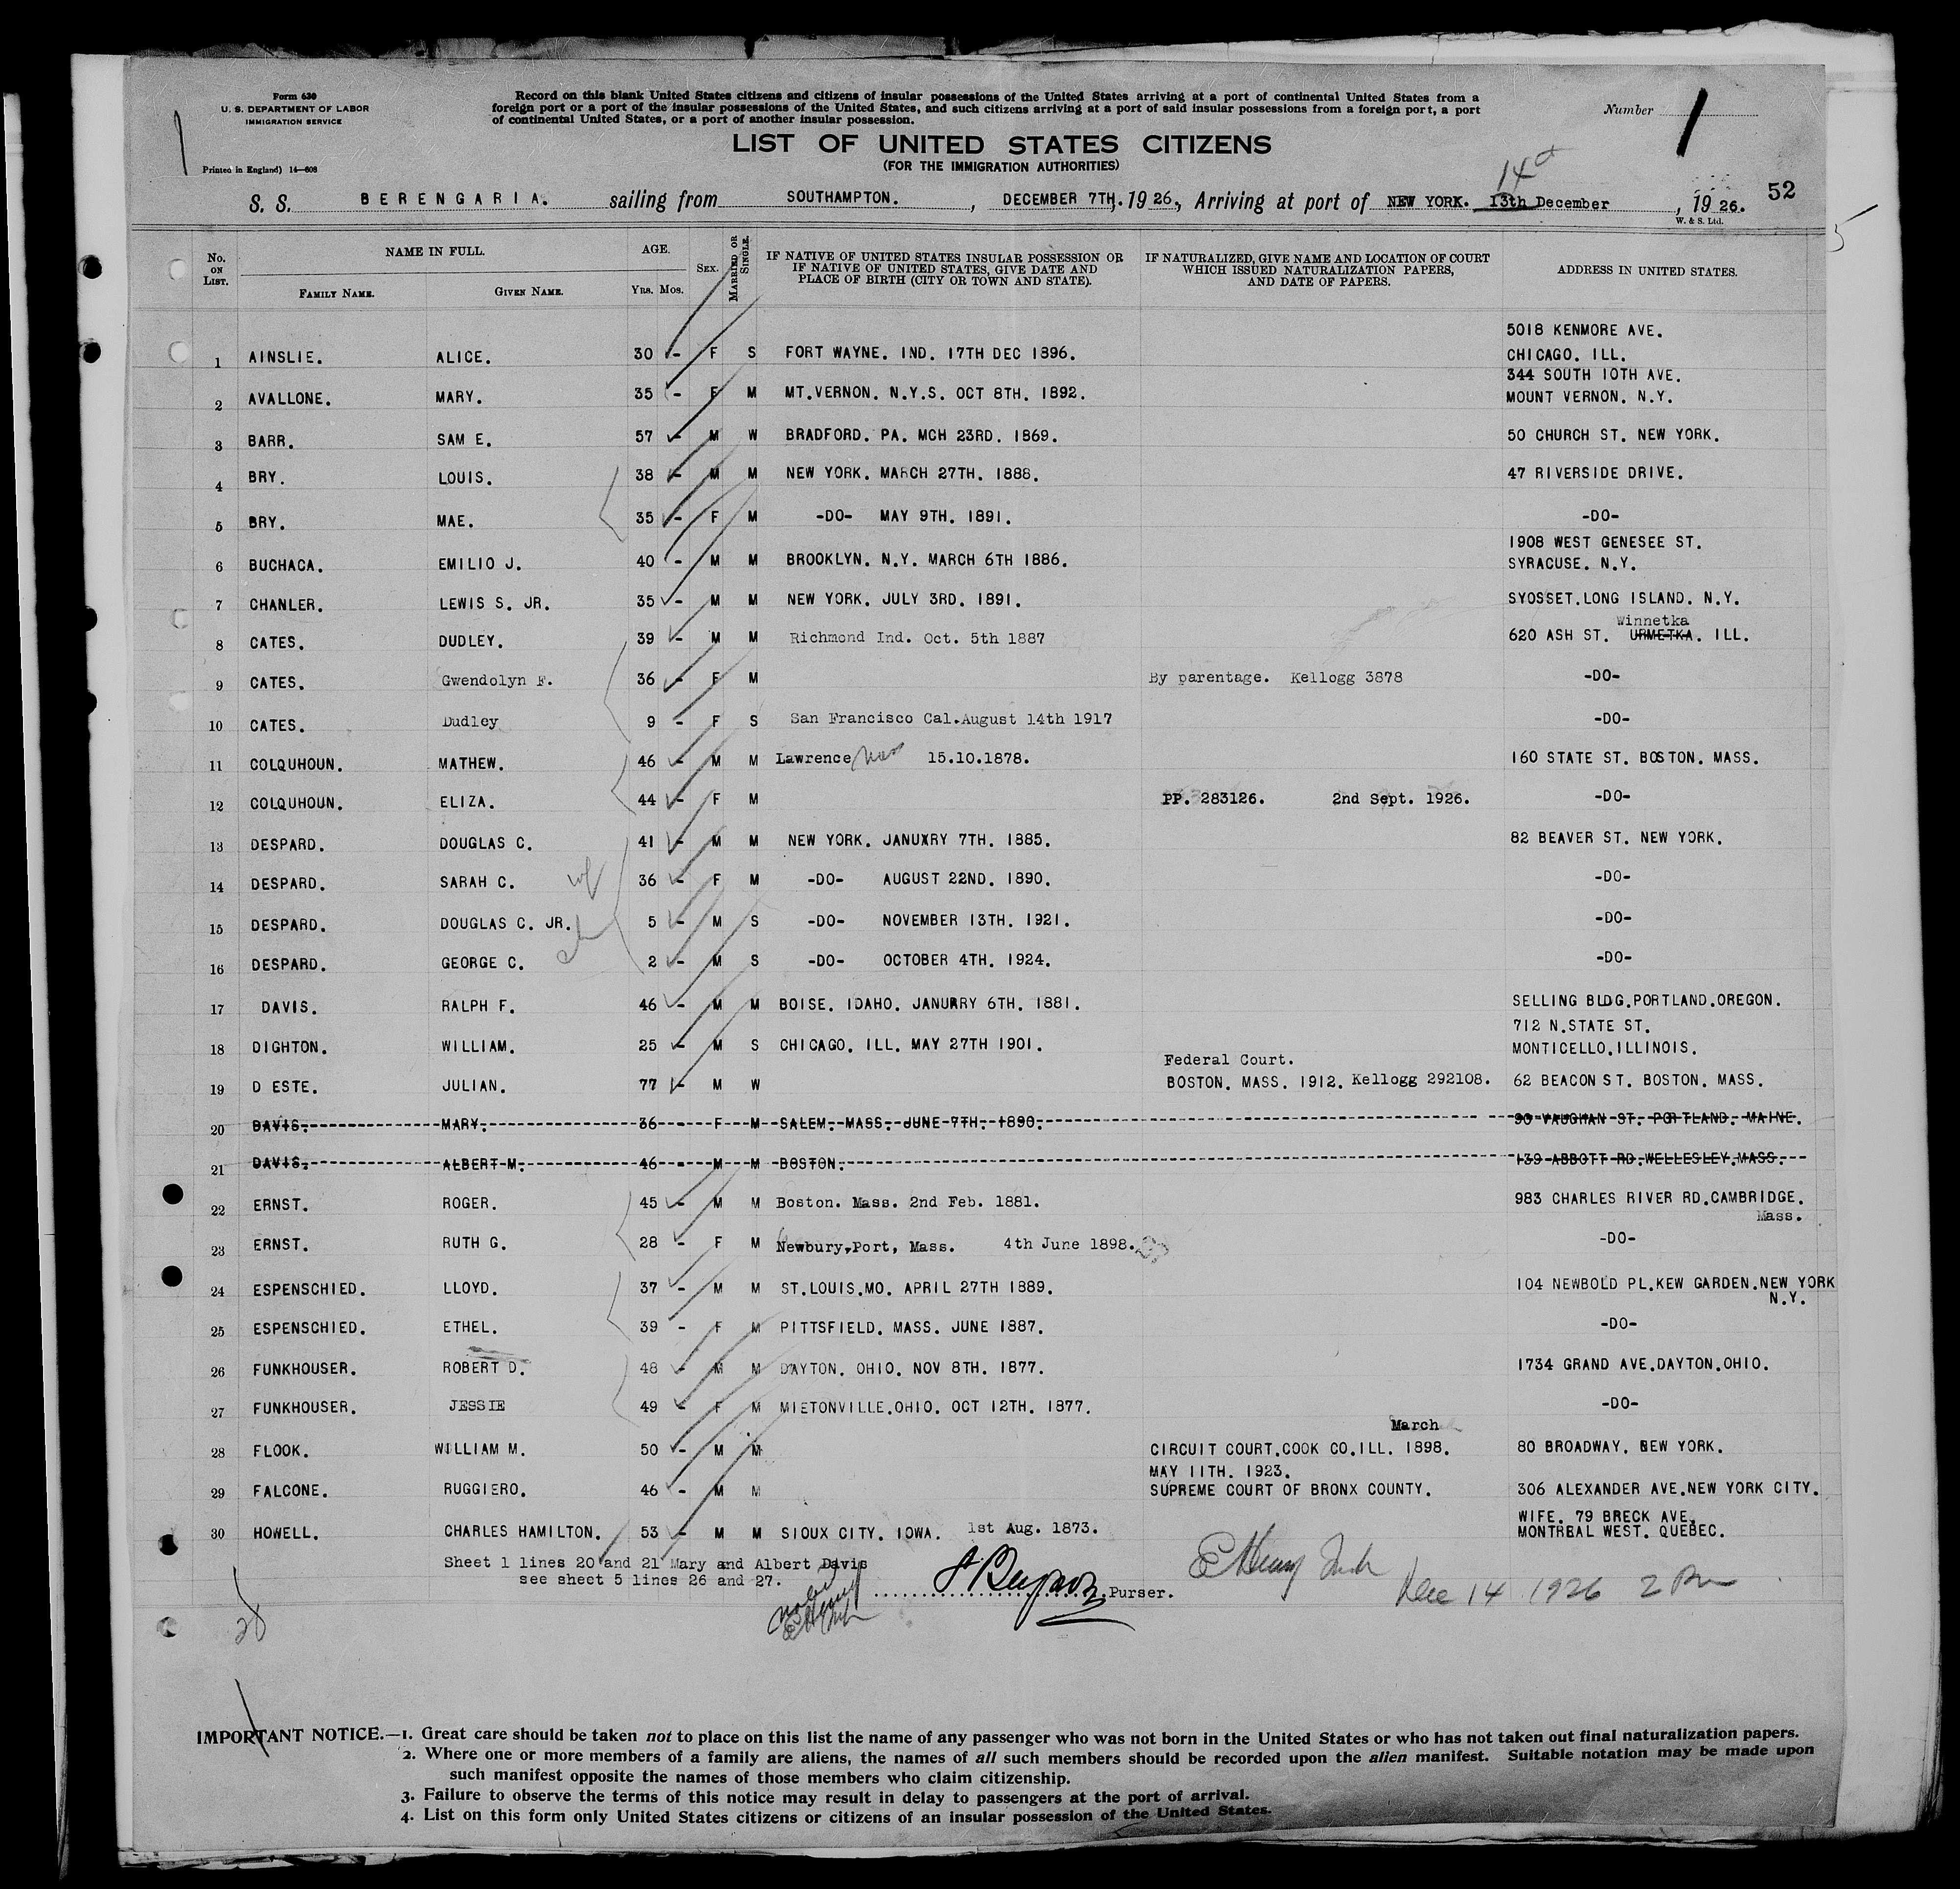 Form 630
U. S. DEPARTMENT OF LABOR
IMMIGRATION SERVICE
Printed in England) 14—608
Record on this blank United States citizens and citizens of insular possessions of the United States arriving at a port of continental United States from a
foreign port or a port of the insular possessions of the United States, and such citizens arriving at a port of said insular possessions from a foreign port, a port
of continental United States, or a port of another insular possession.
Number 1
LIST OF UNITED STATES CITIZENS
(FOR THE IMMIGRATION AUTHORITIES)
14
S. S. BERENGARIA. sailing from SOUTHAMPTON. , DECEMBER 7TH. 1926, Arriving at port of NEW YORK. 13th December , 1926. 52
W. & S. Ltd.
No. ON LIST. NAME IN FULL. FAMILY NAME. GIVEN NAME. AGE. YRS. MOS. SEX. MARRIED OR SINGLE. IF NATIVE OF UNITED STATES INSULAR POSSESSION OR IF NATIVE OF UNITED STATES, GIVE DATE AND PLACE OF BIRTH (CITY OR TOWN AND STATE). IF NATURALIZED, GIVE NAME AND LOCATION OF COURT WHICH ISSUED NATURALIZATION PAPERS, AND DATE OF PAPERS. ADDRESS IN UNITED STATES.
5018 KENMORE AVE.
1 AINSLIE. ALICE. 30 - F S FORT WAYNE. IND. 17TH DEC 1896. CHICAGO. ILL.
344 SOUTH 10TH AVE.
2 AVALLONE. MARY. 35 - F M MT.VERNON. N.Y.S. OCT 8TH. 1892. MOUNT VERNON. N.Y.
3 BARR. SAM E. 57 - M W BRADFORD. PA. MCH 23RD. 1869. 50 CHURCH ST. NEW YORK.
4 BRY. LOUIS. 38 - M M NEW YORK. MARCH 27TH. 1888. 47 RIVERSIDE DRIVE.
5 BRY. MAE. 35 - F M -DO- MAY 9TH. 1891. -DO-
1908 WEST GENESEE ST.
6 BUCHACA. EMILIO J. 40 - M M BROOKLYN. N.Y. MARCH 6TH 1886. SYRACUSE. N.Y.
7 CHANLER. LEWIS S. JR. 35 - M M NEW YORK. JULY 3RD. 1891. SYOSSET.LONG ISLAND. N.Y.
Winnetka
8 CATES. DUDLEY. 39 - M M Richmond Ind. Oct. 5th 1887 620 ASH ST. URMETKA. ILL.
9 CATES. Gwendolyn F. 36 - F M By parentage. Kellogg 3878 -DO-
10 CATES. Dudley 9 - F S San Francisco Cal.August 14th 1917 -DO-
11 COLQUHOUN. MATHEW. 46 - M M Lawrence Mass 15.10.1878. 160 STATE ST. BOSTON. MASS.
12 COLQUHOUN. ELIZA. 44 - F M PP. 283126. 2nd Sept. 1926. -DO-
13 DESPARD. DOUGLAS C. 41 - M M NEW YORK. JANUXRY 7TH. 1885. 82 BEAVER ST. NEW YORK.
14 DESPARD. SARAH C. wf 36 - F M -DO- AUGUST 22ND. 1890. -DO-
15 DESPARD. DOUGLAS C. JR. 5 - M S -DO- NOVEMBER 13TH. 1921. -DO-
ch
16 DESPARD. GEORGE C. 2 - M S -DO- OCTOBER 4TH. 1924. -DO-
17 DAVIS. RALPH F. 46 - M M BOISE. IDAHO. JANURRY 6TH. 1881. SELLING BLDG.PORTLAND.OREGON.
712 N.STATE ST.
18 DIGHTON. WILLIAM. 25 - M S CHICAGO. ILL. MAY 27TH 1901. MONTICELLO.ILLINOIS.
Federal Court.
19 D ESTE. JULIAN. 77 - M W BOSTON. MASS. 1912. Kellogg 292108. 62 BEACON ST. BOSTON. MASS.
20 DAVIS. MARY. 36 - F M SALEM. MASS. JUNE 7TH. 1890. 90 VAUGHAN ST. PORTLAND. MAINE.
21 DAVIS. ALBERT M. 46 - M M BOSTON. 139 ABBOTT RD.WELLESLEY.MASS.
22 ERNST. ROGER. 45 - M M Boston. Mass. 2nd Feb. 1881. 983 CHARLES RIVER RD.CAMBRIDGE.
Mass.
23 ERNST. RUTH G. 28 - F M Newbury,Port, Mass. 4th June 1898. -DO-
24 ESPENSCHIED. LLOYD. 37 - M M ST.LOUIS.MO. APRIL 27TH 1889. 104 NEWBOLD PL.KEW GARDEN.NEW YORK
N.Y.
25 ESPENSCHIED. ETHEL. 39 - F M PITTSFIELD. MASS. JUNE 1887. -DO-
26 FUNKHOUSER. ROBERT D. 48 - M M DAYTON. OHIO. NOV 8TH. 1877. 1734 GRAND AVE.DAYTON.OHIO.
27 FUNKHOUSER. JESSIE 49 - F M MIETONVILLE.OHIO. OCT 12TH. 1877. -DO-
March
28 FLOOK. WILLIAM M. 50 - M M CIRCUIT COURT.COOK CO.ILL. 1898. 80 BROADWAY. NEW YORK.
MAY 11TH. 1923.
29 FALCONE. RUGGIERO. 46 - M M SUPREME COURT OF BRONX COUNTY. 306 ALEXANDER AVE.NEW YORK CITY.
WIFE. 79 BRECK AVE.
30 HOWELL. CHARLES HAMILTON. 53 - M M SIOUX CITY. IOWA. 1st Aug. 1873. MONTREAL WEST. QUEBEC.
Sheet 1 lines 20 and 21 Mary and Albert Davis
see sheet 5 lines 26 and 27.
Purser.
Dec 14 1926 2 Pm
28
IMPORTANT NOTICE.—1. Great care should be taken not to place on this list the name of any passenger who was not born in the United States or who has not taken out final naturalization papers.
2. Where one or more members of a family are aliens, the names of all such members should be recorded upon the alien manifest. Suitable notation may be made upon
such manifest opposite the names of those members who claim citizenship.
3. Failure to observe the terms of this notice may result in delay to passengers at the port of arrival.
4. List on this form only United States citizens or citizens of an insular possession of the United States.